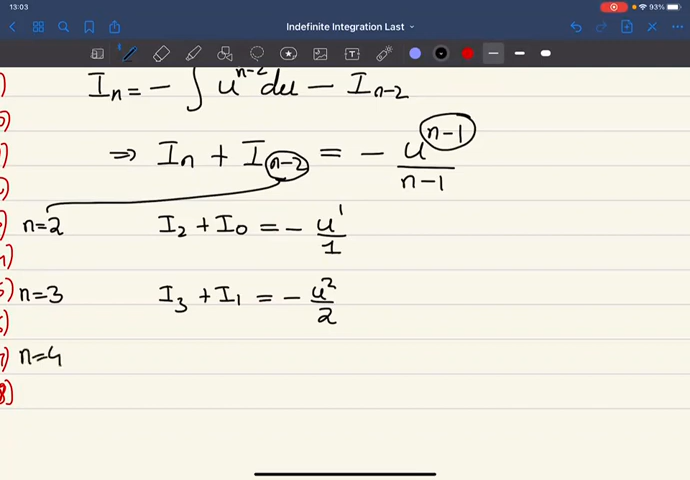 13:03
93%
Indefinite Integration Last
Iₙ = − ∫ uⁿ⁻² du − Iₙ₋₂
⇒ Iₙ + Iₙ₋₂ = − uⁿ⁻¹/(n−1)
n=2 I₂ + I₀ = − u¹/1
n=3 I₃ + I₁ = − u²/2
n=4